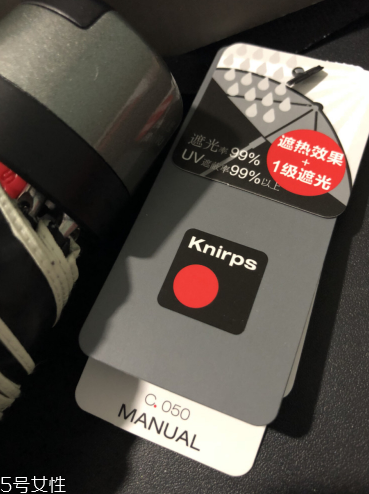 遮光率99%
UV遮蔽率99%以上
遮热效果
+
1级遮光
Knirps
C. 050
MANUAL
5号女性